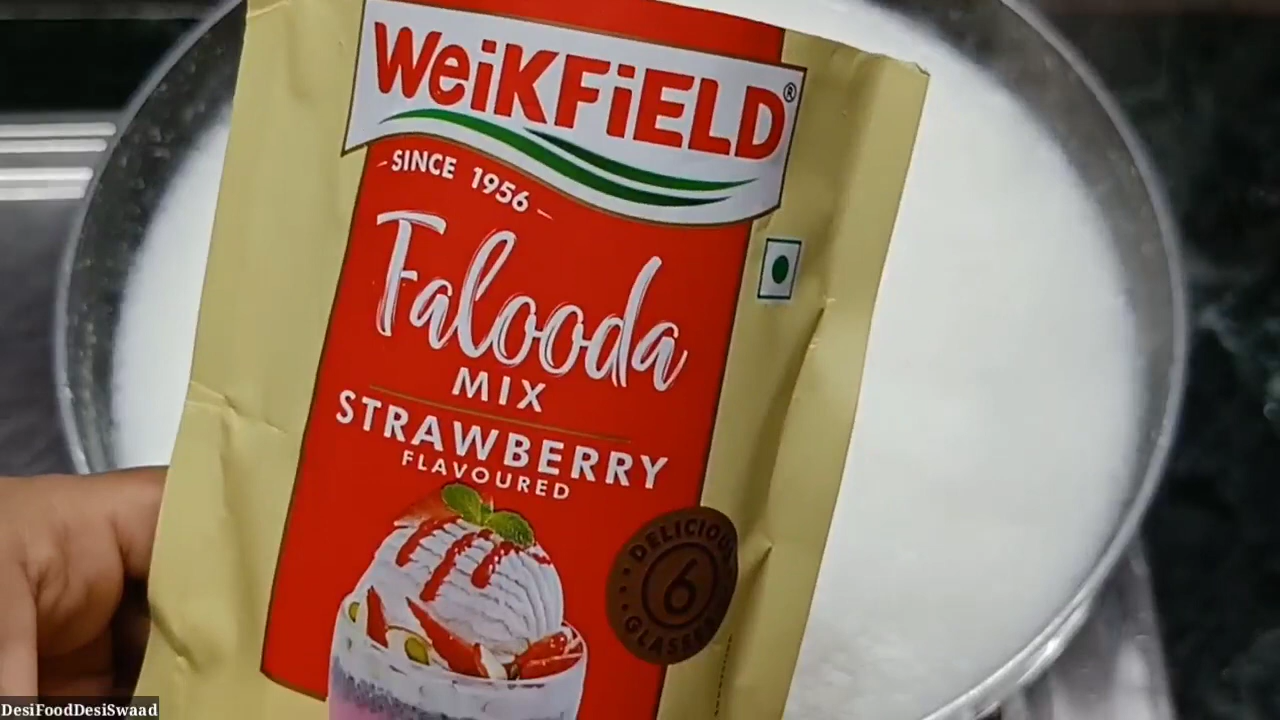 WeiKFiELD®
SINCE 1956
Falooda
MIX
STRAWBERRY
FLAVOURED
DELICIOUS
6
GLASSES
DesiFoodDesiSwaad